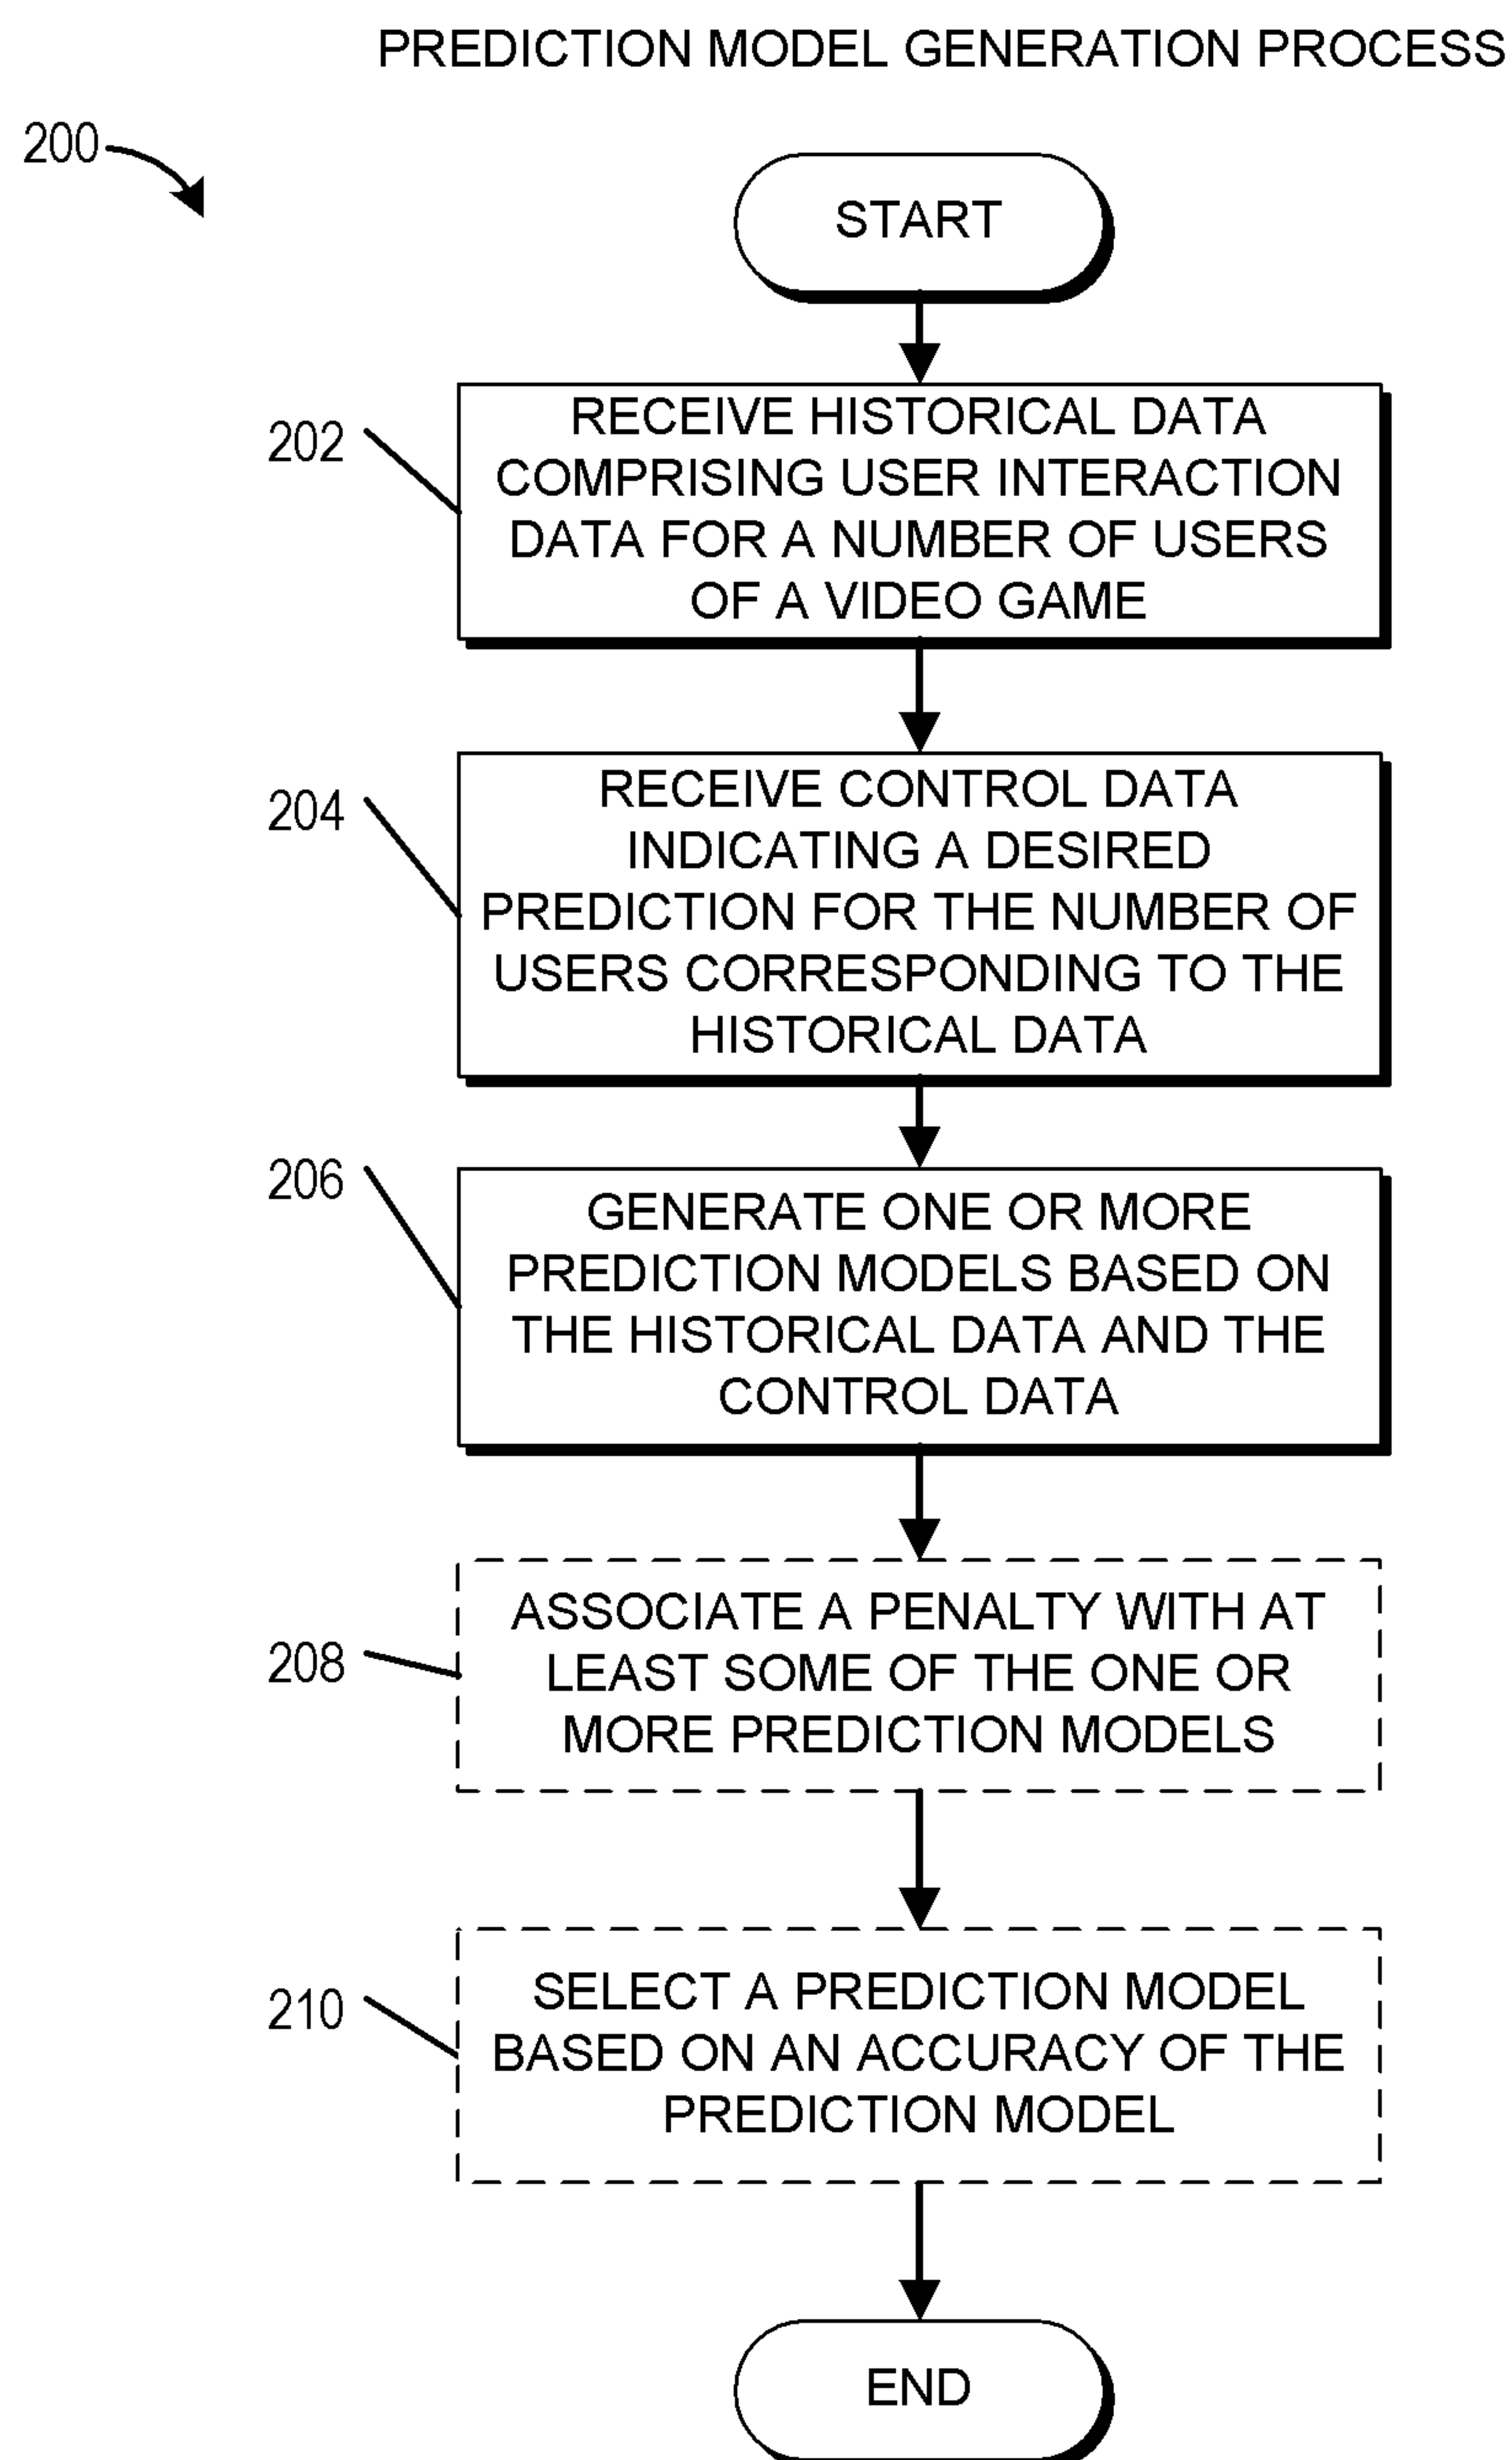 PREDICTION MODEL GENERATION PROCESS
200
START
202
RECEIVE HISTORICAL DATA
COMPRISING USER INTERACTION
DATA FOR A NUMBER OF USERS
OF A VIDEO GAME
204
RECEIVE CONTROL DATA
INDICATING A DESIRED
PREDICTION FOR THE NUMBER OF
USERS CORRESPONDING TO THE
HISTORICAL DATA
206
GENERATE ONE OR MORE
PREDICTION MODELS BASED ON
THE HISTORICAL DATA AND THE
CONTROL DATA
208
ASSOCIATE A PENALTY WITH AT
LEAST SOME OF THE ONE OR
MORE PREDICTION MODELS
210
SELECT A PREDICTION MODEL
BASED ON AN ACCURACY OF THE
PREDICTION MODEL
END